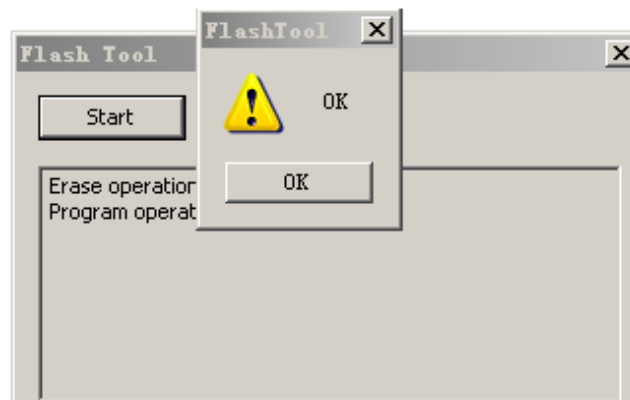 FlashTool
Flash Tool
OK
Start
OK
Erase operation
Program operat